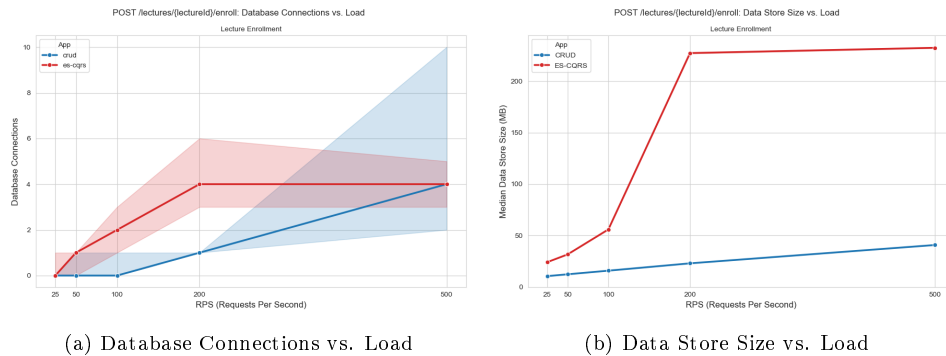 POST /lectures/{lectureId}/enroll: Database Connections vs. Load
Lecture Enrollment
App
crud
es-cqrs
10
8
6
4
2
0
Database Connections
25
50
100
200
500
RPS (Requests Per Second)
(a) Database Connections vs. Load
POST /lectures/{lectureId}/enroll: Data Store Size vs. Load
Lecture Enrollment
App
CRUD
ES-CQRS
200
150
100
50
0
Median Data Store Size (MB)
25
50
100
200
500
RPS (Requests Per Second)
(b) Data Store Size vs. Load